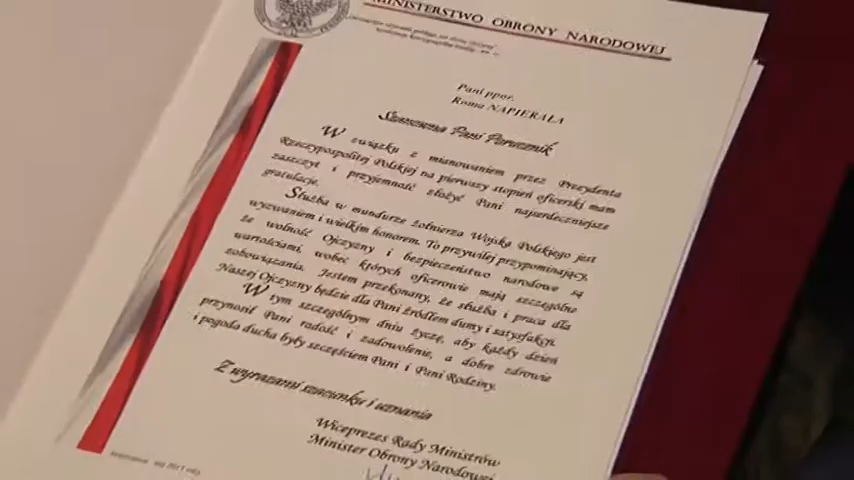 MINISTERSTWO OBRONY NARODOWEJ
Pani ppor.
Roma NAPIERAŁA
Szanowna Pani Porucznik
W związku z mianowaniem przez Prezydenta
Rzeczypospolitej Polskiej na pierwszy stopień oficerski mam
zaszczyt i przyjemność złożyć Pani najserdeczniejsze
gratulacje.
Służba w mundurze żołnierza Wojska Polskiego jest
wyzwaniem i wielkim honorem. To przywilej przypominający,
że wolność Ojczyzny i bezpieczeństwo narodowe są
wartościami, wobec których oficerowie mają szczególne
zobowiązania. Jestem przekonany, że służba i praca dla
Naszej Ojczyzny będzie dla Pani źródłem dumy i satysfakcji.
W tym szczególnym dniu życzę, aby każdy dzień
przynosił Pani radość i zadowolenie, a dobre zdrowie
i pogoda ducha były szczęściem Pani i Pani Rodziny.
Z wyrazami szacunku i uznania
Wiceprezes Rady Ministrów
Minister Obrony Narodowej